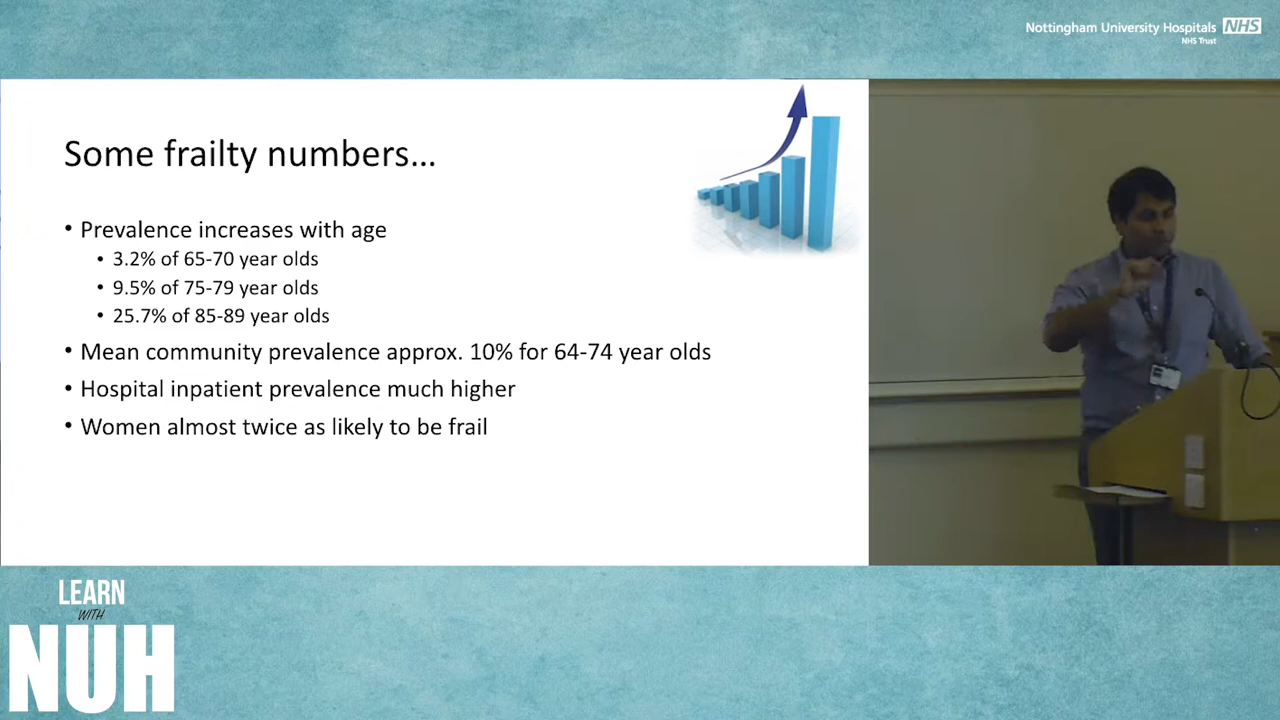 Nottingham University Hospitals NHS
NHS Trust
Some frailty numbers...
• Prevalence increases with age
• 3.2% of 65-70 year olds
• 9.5% of 75-79 year olds
• 25.7% of 85-89 year olds
• Mean community prevalence approx. 10% for 64-74 year olds
• Hospital inpatient prevalence much higher
• Women almost twice as likely to be frail
LEARN
WITH
NUH